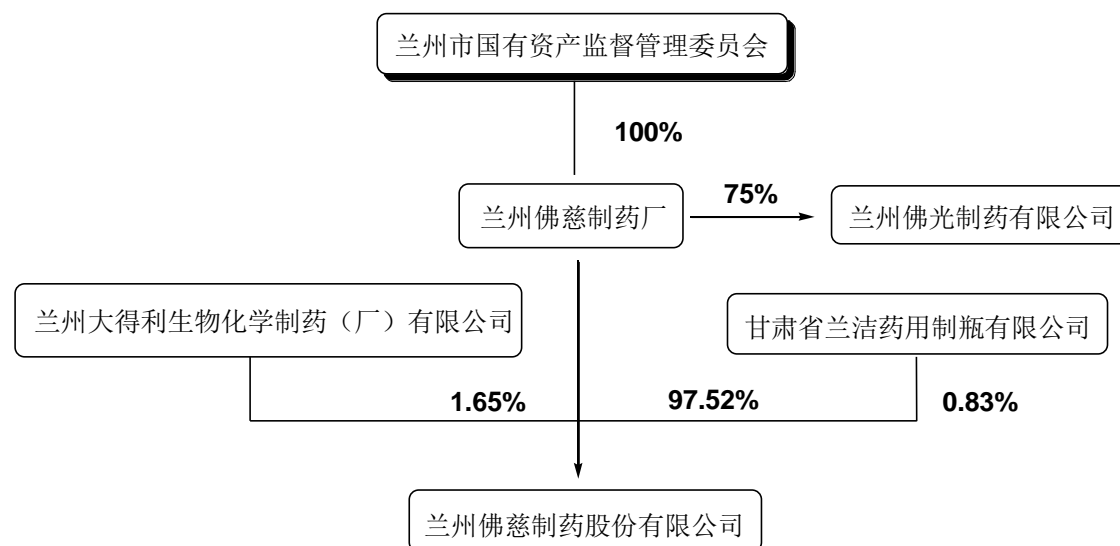 兰州市国有资产监督管理委员会
100%
兰州佛慈制药厂
75%
兰州佛光制药有限公司
兰州大得利生物化学制药（厂）有限公司
甘肃省兰洁药用制瓶有限公司
1.65%
97.52%
0.83%
兰州佛慈制药股份有限公司